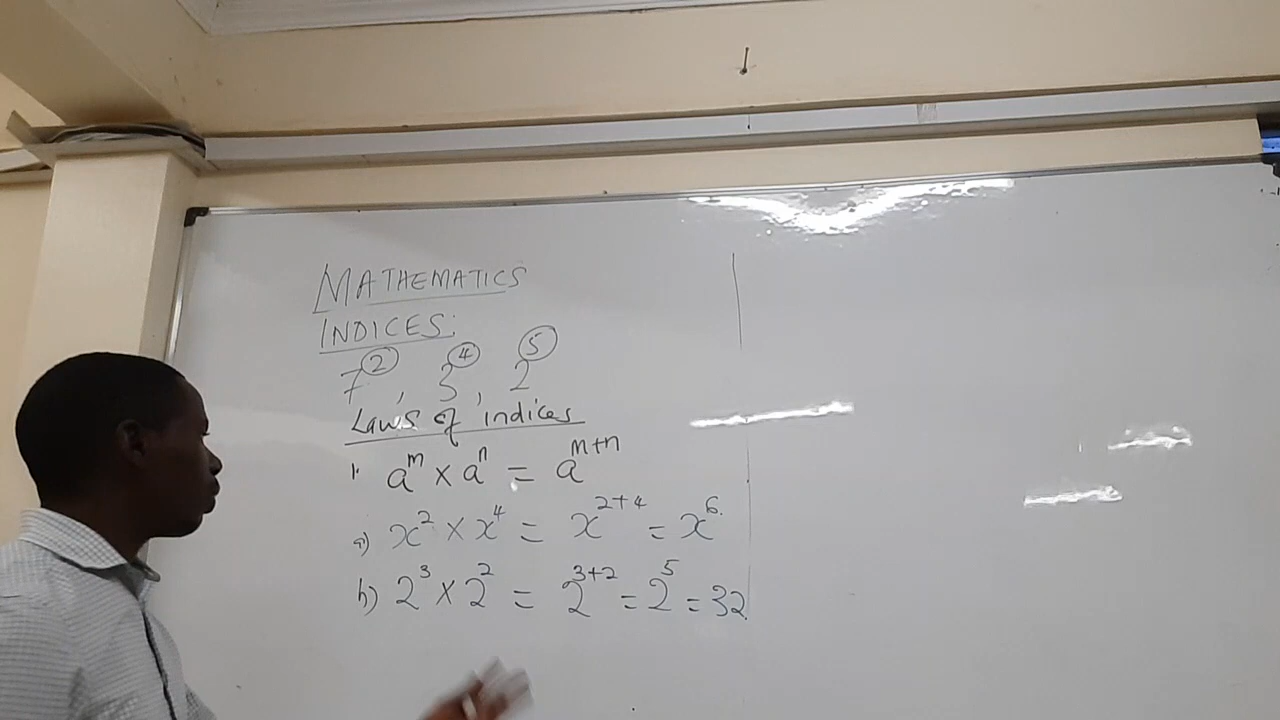 MATHEMATICS
INDICES:
7², 3⁴, 2⁵
Laws of indices
1. aᵐ × aⁿ = aᵐ⁺ⁿ
a) x² × x⁴ = x²⁺⁴ = x⁶.
b) 2³ × 2² = 2³⁺² = 2⁵ = 32